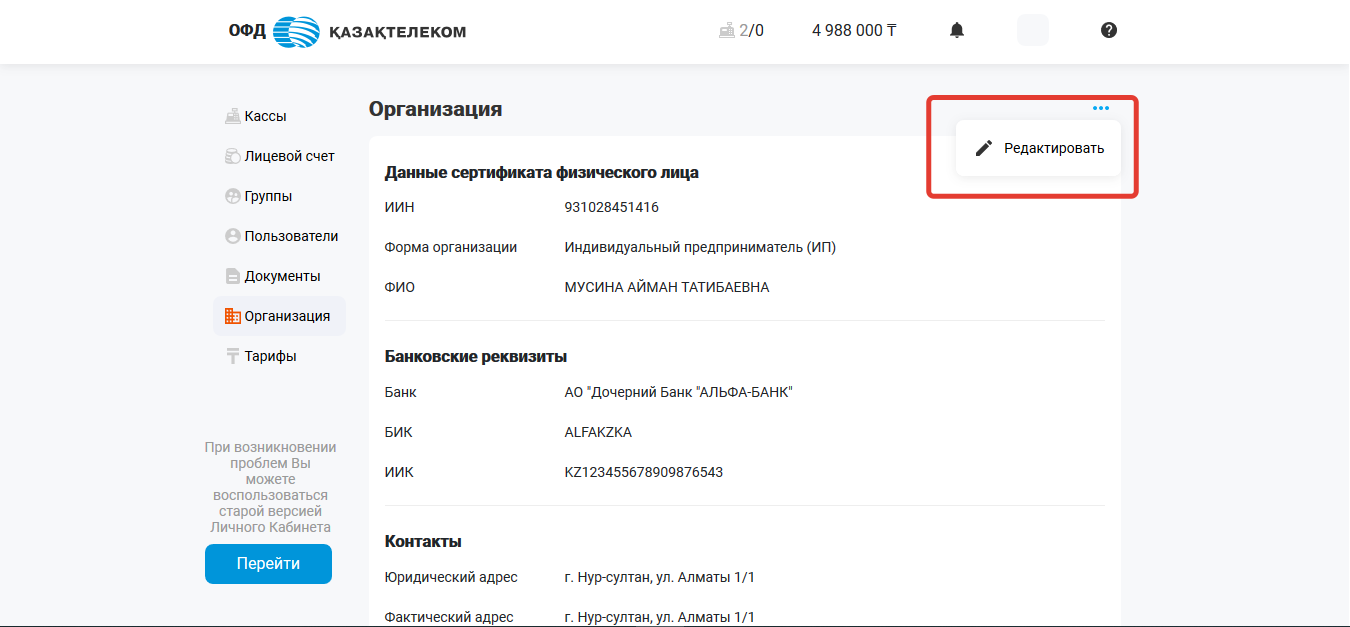 ОФД ҚАЗАҚТЕЛЕКОМ
2/0
4 988 000 ₸
Кассы
Лицевой счет
Группы
Пользователи
Документы
Организация
Тарифы
При возникновении
проблем Вы
можете
воспользоваться
старой версией
Личного Кабинета
Перейти
Организация
Редактировать
Данные сертификата физического лица
ИИН 931028451416
Форма организации Индивидуальный предприниматель (ИП)
ФИО МУСИНА АЙМАН ТАТИБАЕВНА
Банковские реквизиты
Банк АО "Дочерний Банк "АЛЬФА-БАНК"
БИК ALFAKZKA
ИИК KZ123455678909876543
Контакты
Юридический адрес г. Нур-султан, ул. Алматы 1/1
Фактический адрес г. Нур-султан, ул. Алматы 1/1